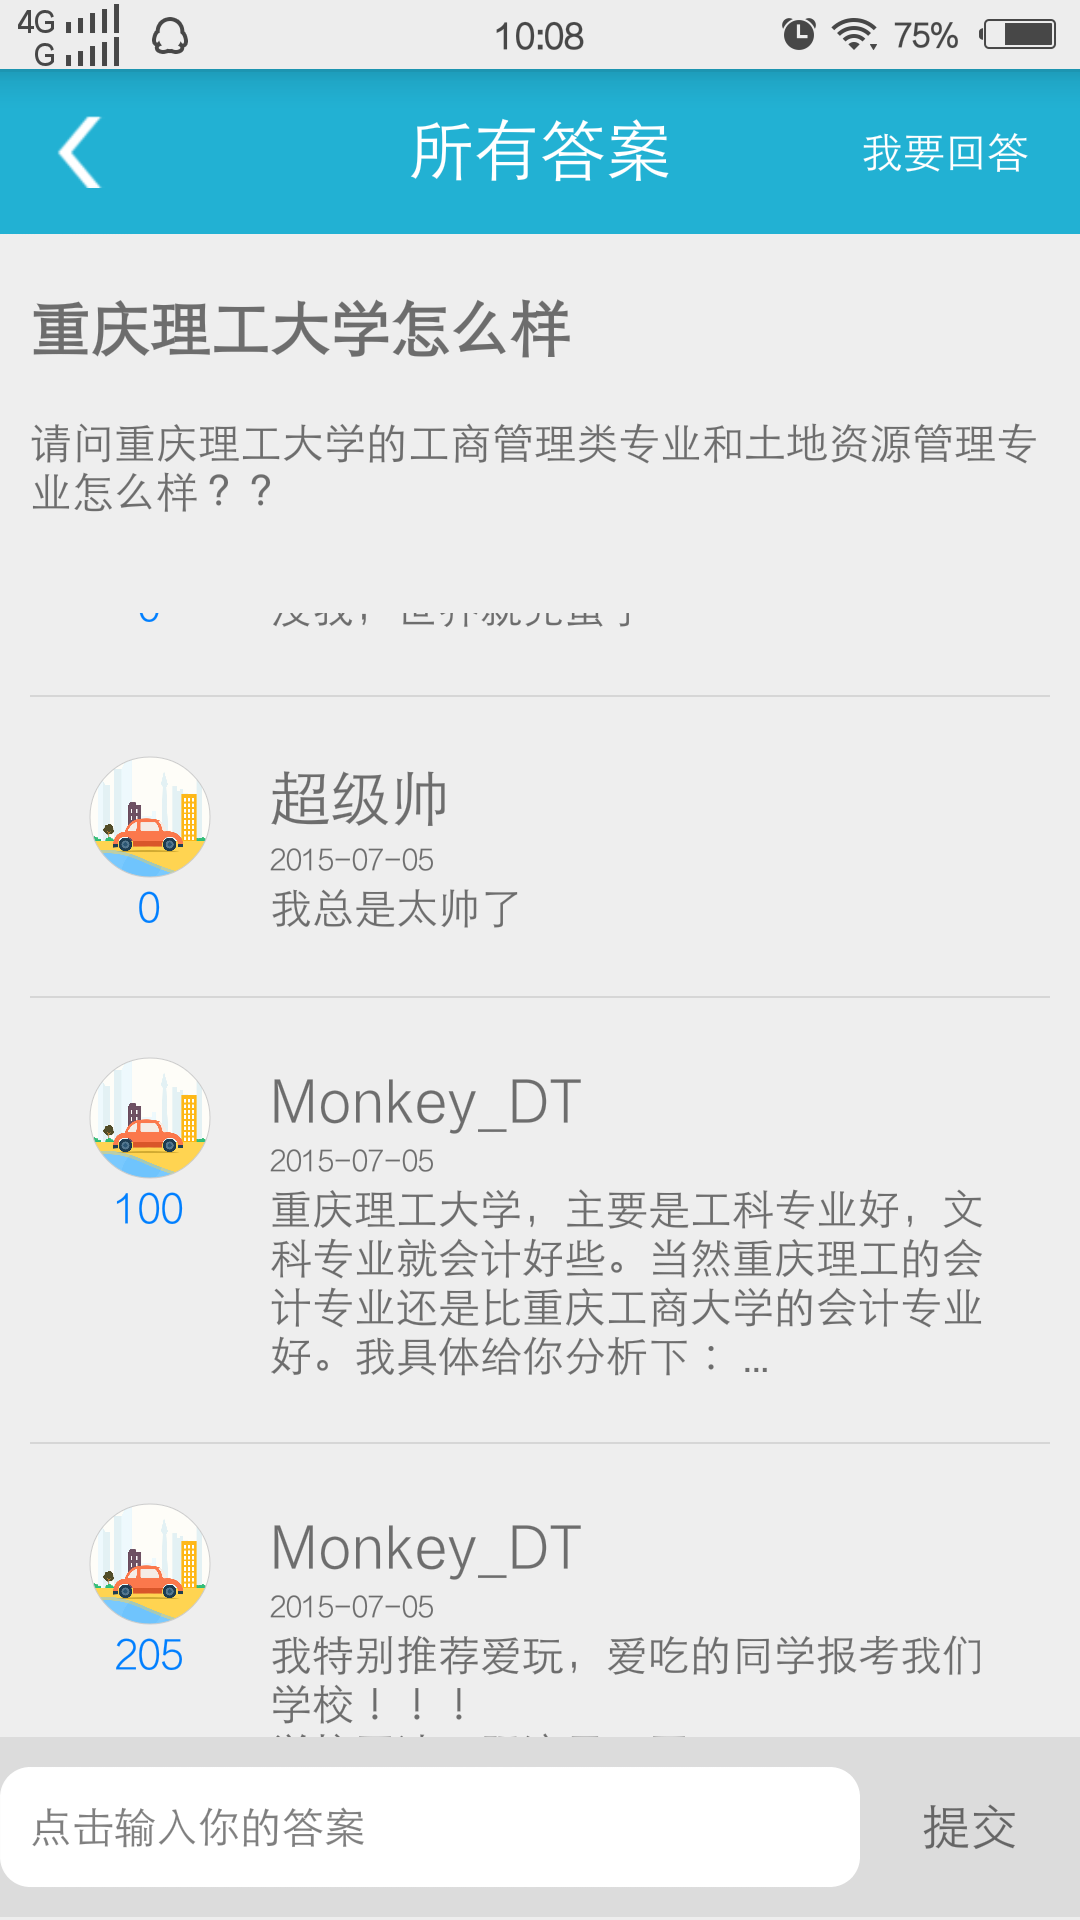 4G
G
10:08
75%
所有答案
我要回答
重庆理工大学怎么样
请问重庆理工大学的工商管理类专业和土地资源管理专
业怎么样？？
超级帅
2015-07-05
0
我总是太帅了
Monkey_DT
2015-07-05
100
重庆理工大学，主要是工科专业好，文
科专业就会计好些。当然重庆理工的会
计专业还是比重庆工商大学的会计专业
好。我具体给你分析下： ...
Monkey_DT
2015-07-05
205
我特别推荐爱玩，爱吃的同学报考我们
学校！！！
点击输入你的答案
提交